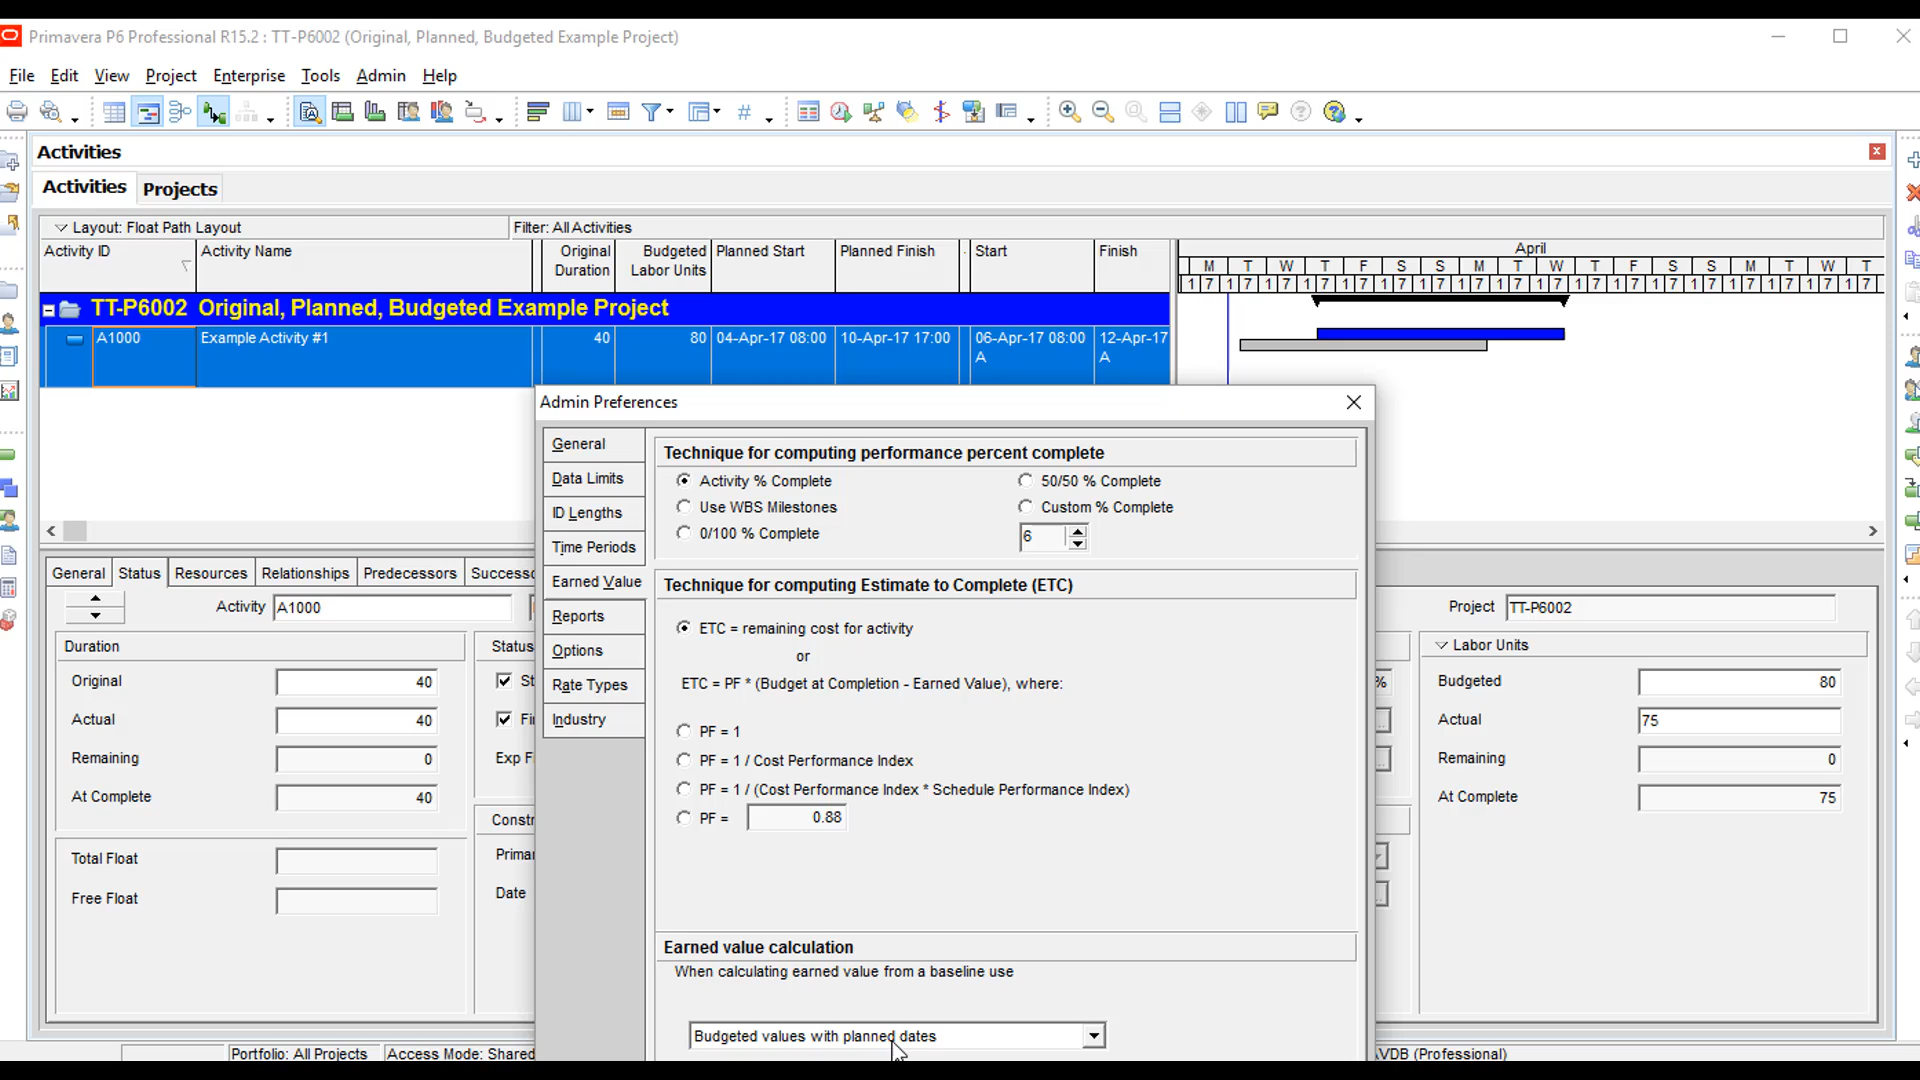 Primavera P6 Professional R15.2 : TT-P6002 (Original, Planned, Budgeted Example Project)
File Edit View Project Enterprise Tools Admin Help
Activities
Activities Projects
Layout: Float Path Layout Filter: All Activities
Activity ID Activity Name Original Duration Budgeted Labor Units Planned Start Planned Finish Start Finish
April
M T W T F S S M T W T F S S M T W T
1 7 1 7 1 7 1 7 1 7 1 7 1 7 1 7 1 7 1 7 1 7 1 7 1 7 1 7 1 7 1 7 1 7 1 7
TT-P6002 Original, Planned, Budgeted Example Project
A1000 Example Activity #1 40 80 04-Apr-17 08:00 10-Apr-17 17:00 06-Apr-17 08:00 A 12-Apr-17 A
Admin Preferences
General
Data Limits
ID Lengths
Time Periods
Earned Value
Reports
Options
Rate Types
Industry
Technique for computing performance percent complete
Activity % Complete 50/50 % Complete
Use WBS Milestones Custom % Complete
0/100 % Complete 6
Technique for computing Estimate to Complete (ETC)
ETC = remaining cost for activity
or
ETC = PF * (Budget at Completion - Earned Value), where:
PF = 1
PF = 1 / Cost Performance Index
PF = 1 / (Cost Performance Index * Schedule Performance Index)
PF = 0.88
Earned value calculation
When calculating earned value from a baseline use
Budgeted values with planned dates
General Status Resources Relationships Predecessors Successo
Activity A1000 Project TT-P6002
Duration
Original 40
Actual 40
Remaining 0
At Complete 40
Total Float
Free Float
Status
St
Fi
Exp Fi
Constr
Primar
Date
%
Labor Units
Budgeted 80
Actual 75
Remaining 0
At Complete 75
Portfolio: All Projects Access Mode: Shared VDB (Professional)